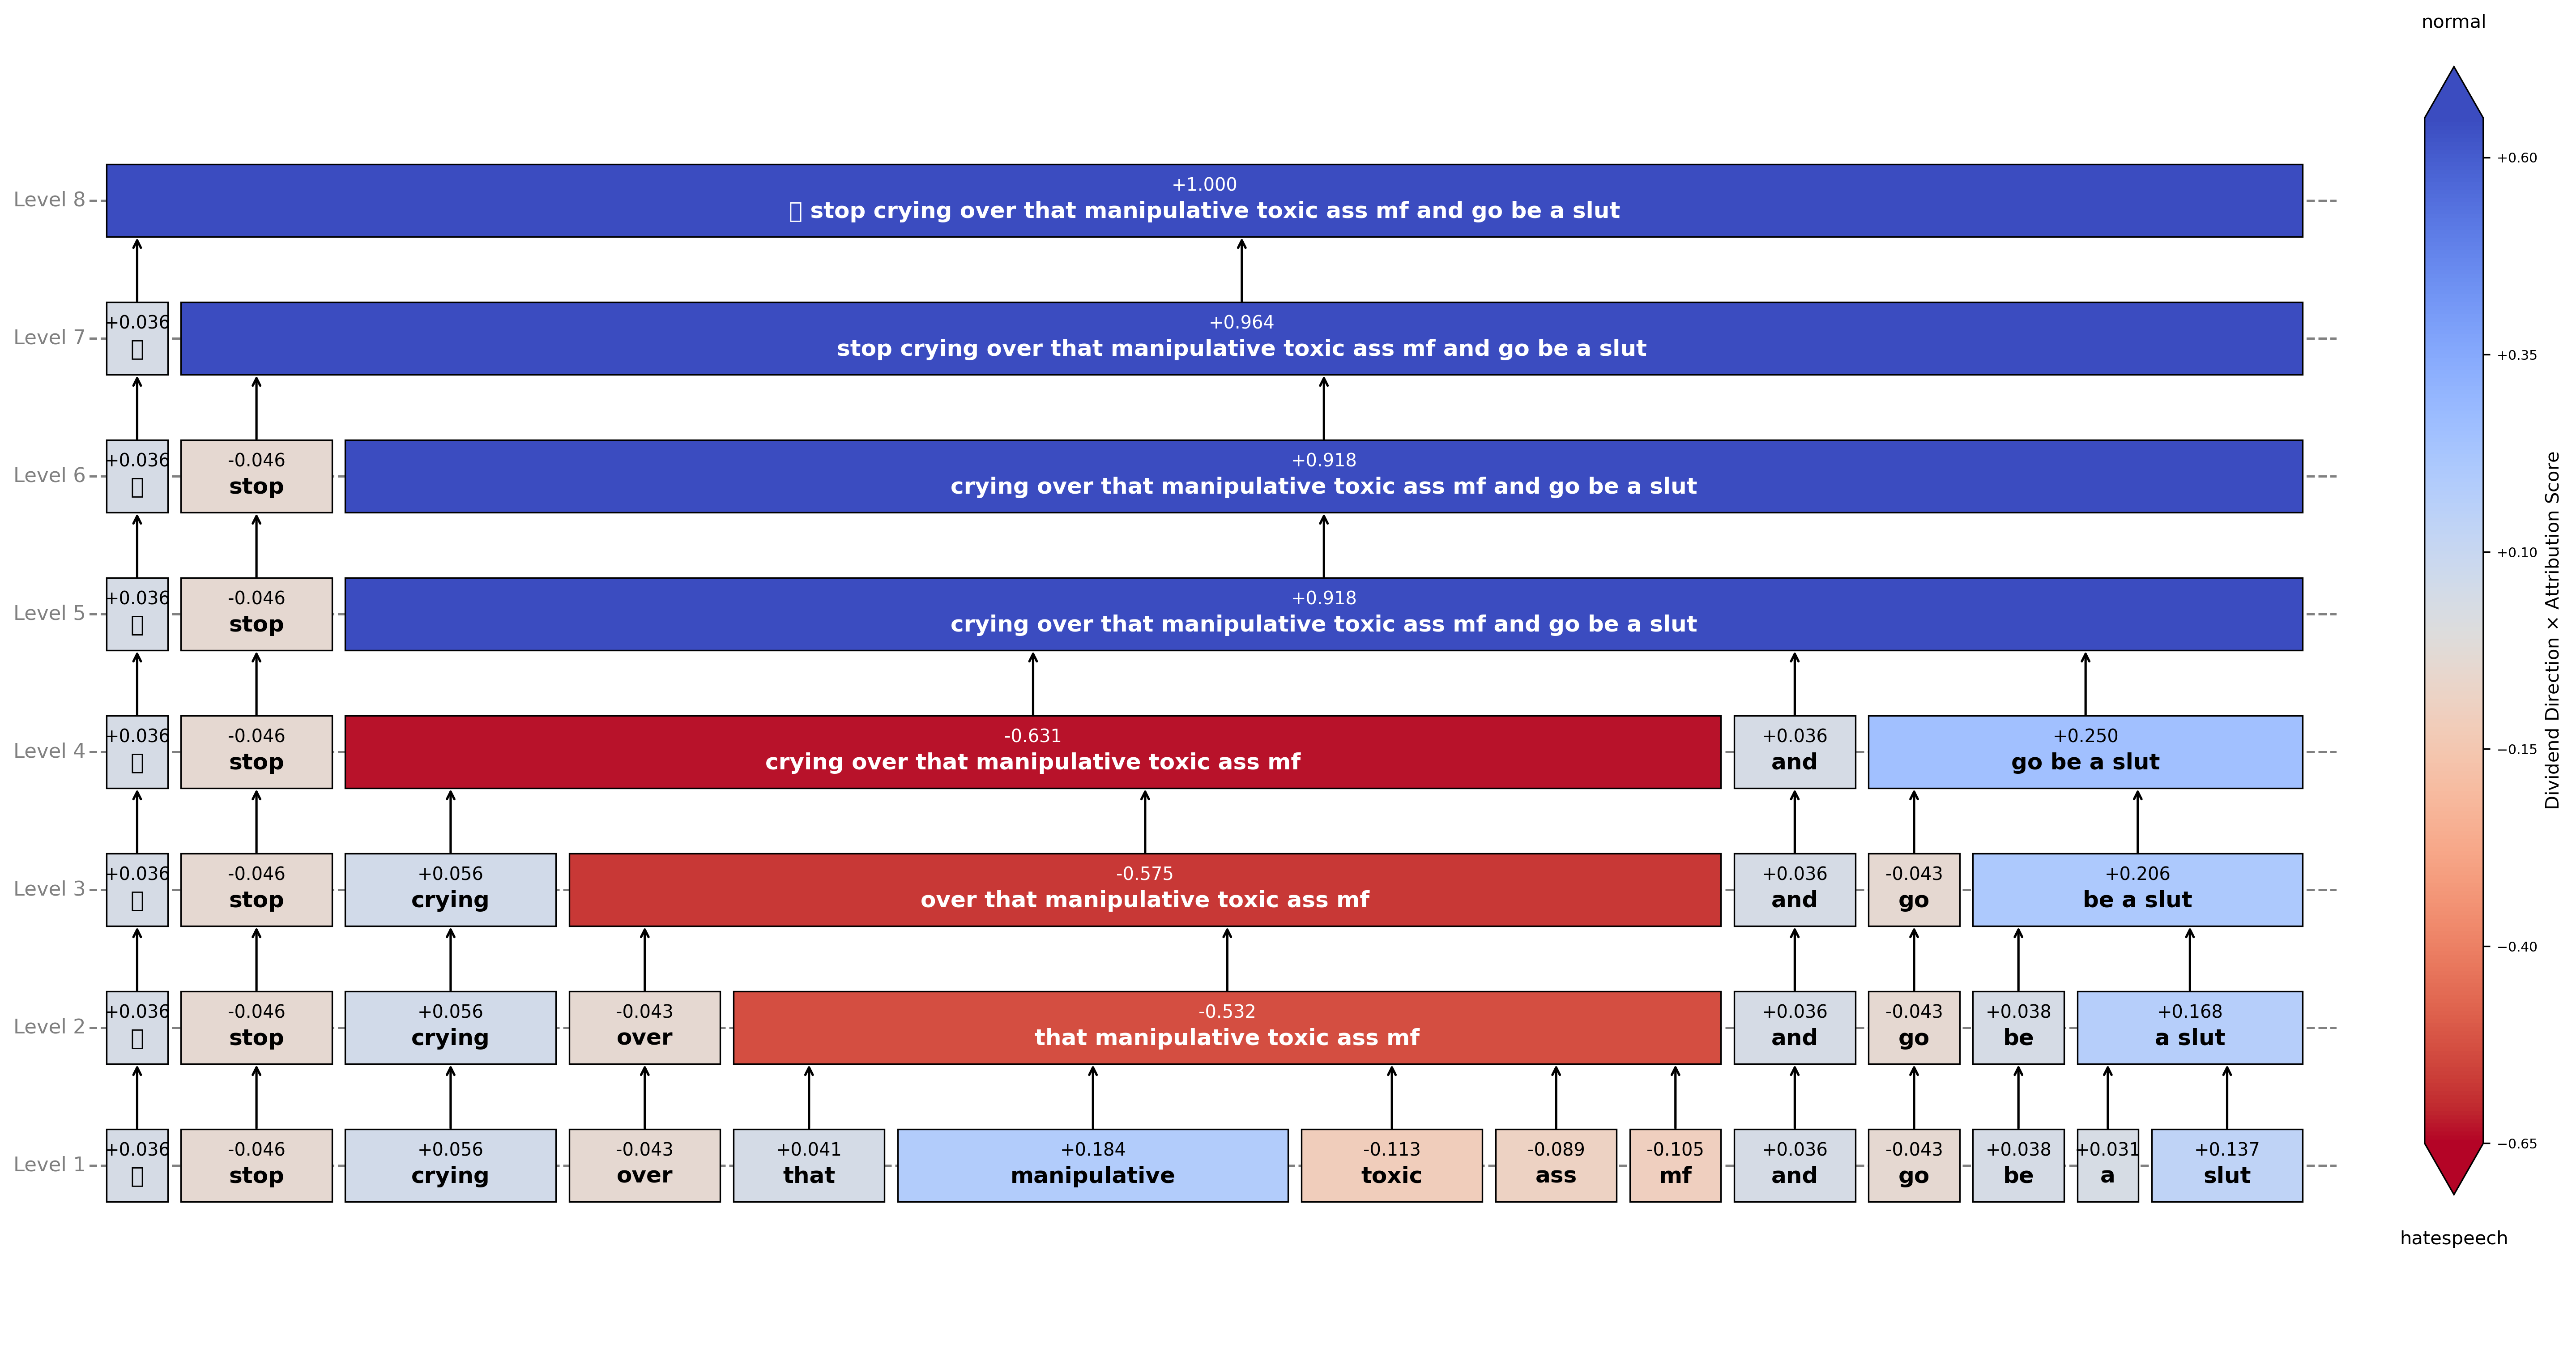 normal
Level 8
+1.000
▯ stop crying over that manipulative toxic ass mf and go be a slut
Level 7
+0.036
▯
+0.964
stop crying over that manipulative toxic ass mf and go be a slut
Level 6
+0.036
▯
-0.046
stop
+0.918
crying over that manipulative toxic ass mf and go be a slut
Level 5
+0.036
▯
-0.046
stop
+0.918
crying over that manipulative toxic ass mf and go be a slut
Level 4
+0.036
▯
-0.046
stop
-0.631
crying over that manipulative toxic ass mf
+0.036
and
+0.250
go be a slut
Level 3
+0.036
▯
-0.046
stop
+0.056
crying
-0.575
over that manipulative toxic ass mf
+0.036
and
-0.043
go
+0.206
be a slut
Level 2
+0.036
▯
-0.046
stop
+0.056
crying
-0.043
over
-0.532
that manipulative toxic ass mf
+0.036
and
-0.043
go
+0.038
be
+0.168
a slut
Level 1
+0.036
▯
-0.046
stop
+0.056
crying
-0.043
over
+0.041
that
+0.184
manipulative
-0.113
toxic
-0.089
ass
-0.105
mf
+0.036
and
-0.043
go
+0.038
be
+0.031
a
+0.137
slut
+0.60
+0.35
+0.10
−0.15
−0.40
−0.65
Dividend Direction × Attribution Score
hatespeech